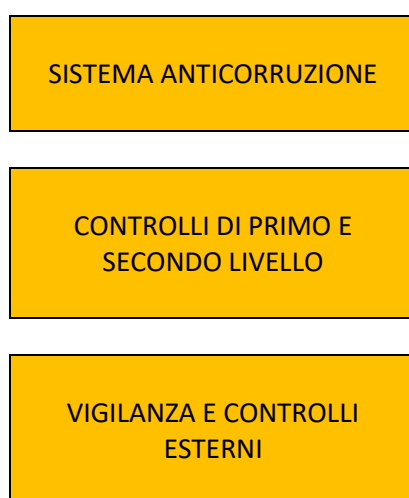 SISTEMA ANTICORRUZIONE
CONTROLLI DI PRIMO E
SECONDO LIVELLO
VIGILANZA E CONTROLLI
ESTERNI